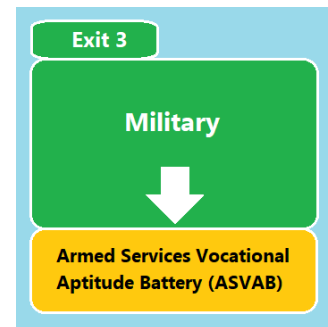 Exit 3
Military
Armed Services Vocational
Aptitude Battery (ASVAB)